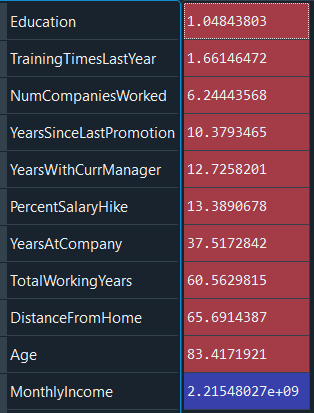 Education 1.04843803
TrainingTimesLastYear 1.66146472
NumCompaniesWorked 6.24443568
YearsSinceLastPromotion 10.3793465
YearsWithCurrManager 12.7258201
PercentSalaryHike 13.3890678
YearsAtCompany 37.5172842
TotalWorkingYears 60.5629815
DistanceFromHome 65.6914387
Age 83.4171921
MonthlyIncome 2.21548027e+09